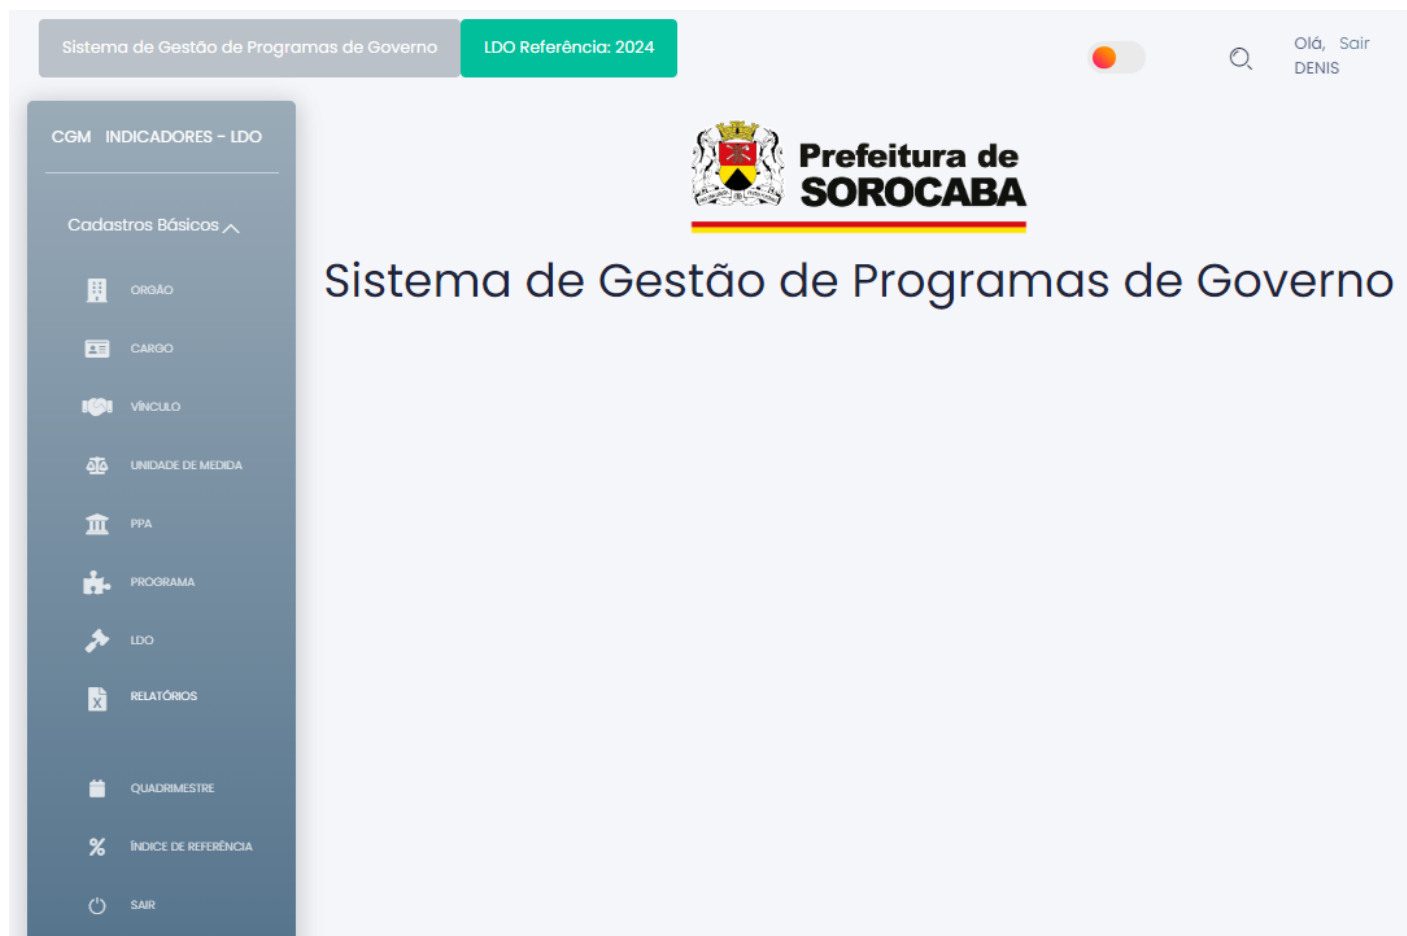 Sistema de Gestão de Programas de Governo
LDO Referência: 2024
Olá, Sair
DENIS
CGM INDICADORES - LDO
Cadastros Básicos
ORGÃO
CARGO
VÍNCULO
UNIDADE DE MEDIDA
PPA
PROGRAMA
LDO
RELATÓRIOS
QUADRIMESTRE
ÍNDICE DE REFERÊNCIA
SAIR
Prefeitura de
SOROCABA
Sistema de Gestão de Programas de Governo